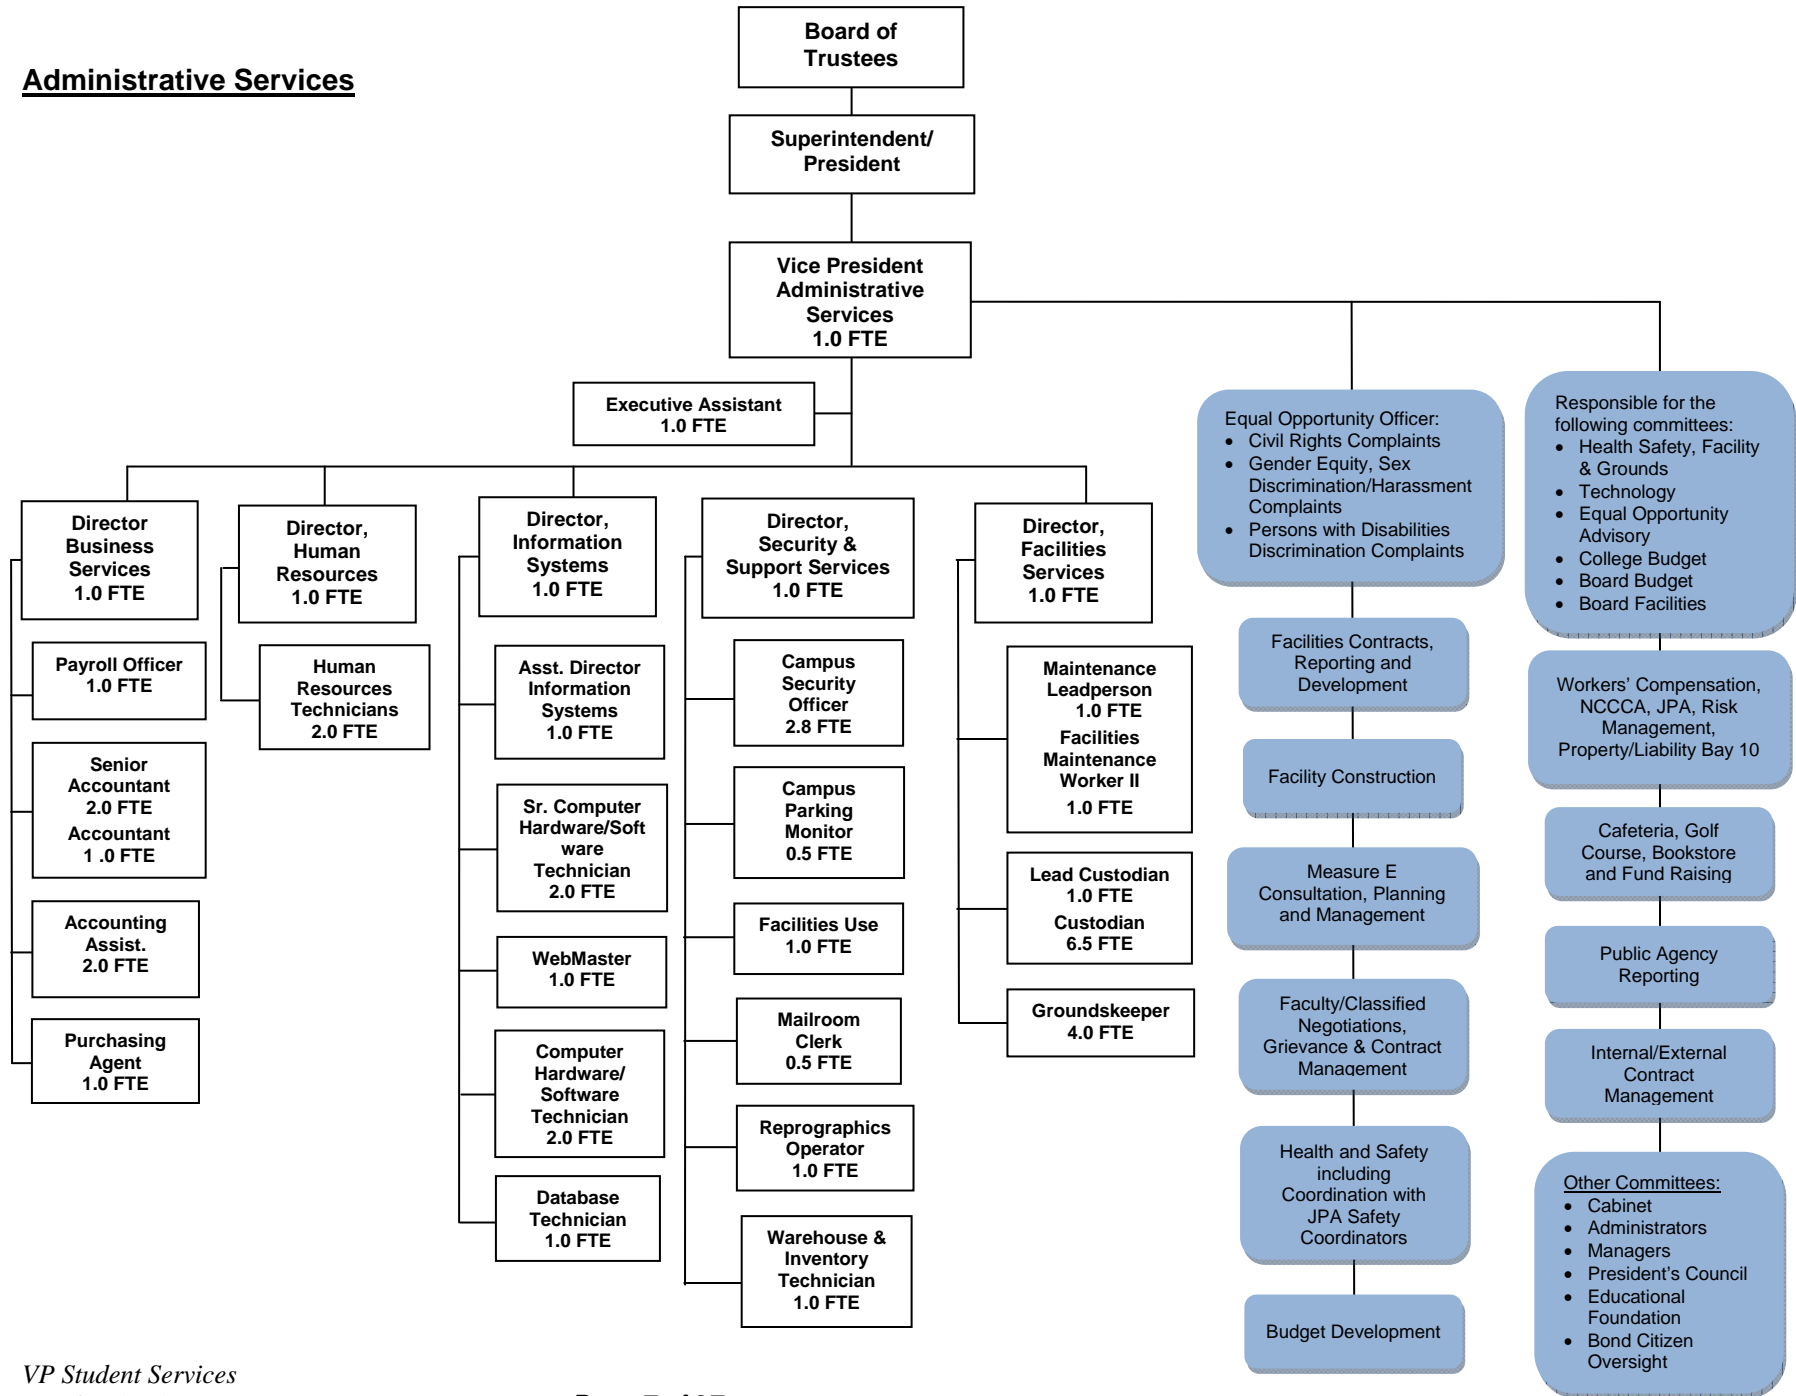 Administrative Services
Board of
Trustees
Superintendent/
President
Vice President
Administrative
Services
1.0 FTE
Executive Assistant
1.0 FTE
Director
Business
Services
1.0 FTE
Payroll Officer
1.0 FTE
Senior
Accountant
2.0 FTE
Accountant
1 .0 FTE
Accounting
Assist.
2.0 FTE
Purchasing
Agent
1.0 FTE
Director,
Human
Resources
1.0 FTE
Human
Resources
Technicians
2.0 FTE
Director,
Information
Systems
1.0 FTE
Asst. Director
Information
Systems
1.0 FTE
Sr. Computer
Hardware/Soft
ware
Technician
2.0 FTE
WebMaster
1.0 FTE
Computer
Hardware/
Software
Technician
2.0 FTE
Database
Technician
1.0 FTE
Director,
Security &
Support Services
1.0 FTE
Campus
Security
Officer
2.8 FTE
Campus
Parking
Monitor
0.5 FTE
Facilities Use
1.0 FTE
Mailroom
Clerk
0.5 FTE
Reprographics
Operator
1.0 FTE
Warehouse &
Inventory
Technician
1.0 FTE
Director,
Facilities
Services
1.0 FTE
Maintenance
Leadperson
1.0 FTE
Facilities
Maintenance
Worker II
1.0 FTE
Lead Custodian
1.0 FTE
Custodian
6.5 FTE
Groundskeeper
4.0 FTE
Equal Opportunity Officer:
• Civil Rights Complaints
• Gender Equity, Sex
Discrimination/Harassment
Complaints
• Persons with Disabilities
Discrimination Complaints
Facilities Contracts,
Reporting and
Development
Facility Construction
Measure E
Consultation, Planning
and Management
Faculty/Classified
Negotiations,
Grievance & Contract
Management
Health and Safety
including
Coordination with
JPA Safety
Coordinators
Budget Development
Responsible for the
following committees:
• Health Safety, Facility
& Grounds
• Technology
• Equal Opportunity
Advisory
• College Budget
• Board Budget
• Board Facilities
Workers' Compensation,
NCCCA, JPA, Risk
Management,
Property/Liability Bay 10
Cafeteria, Golf
Course, Bookstore
and Fund Raising
Public Agency
Reporting
Internal/External
Contract
Management
Other Committees:
• Cabinet
• Administrators
• Managers
• President's Council
• Educational
Foundation
• Bond Citizen
Oversight
VP Student Services